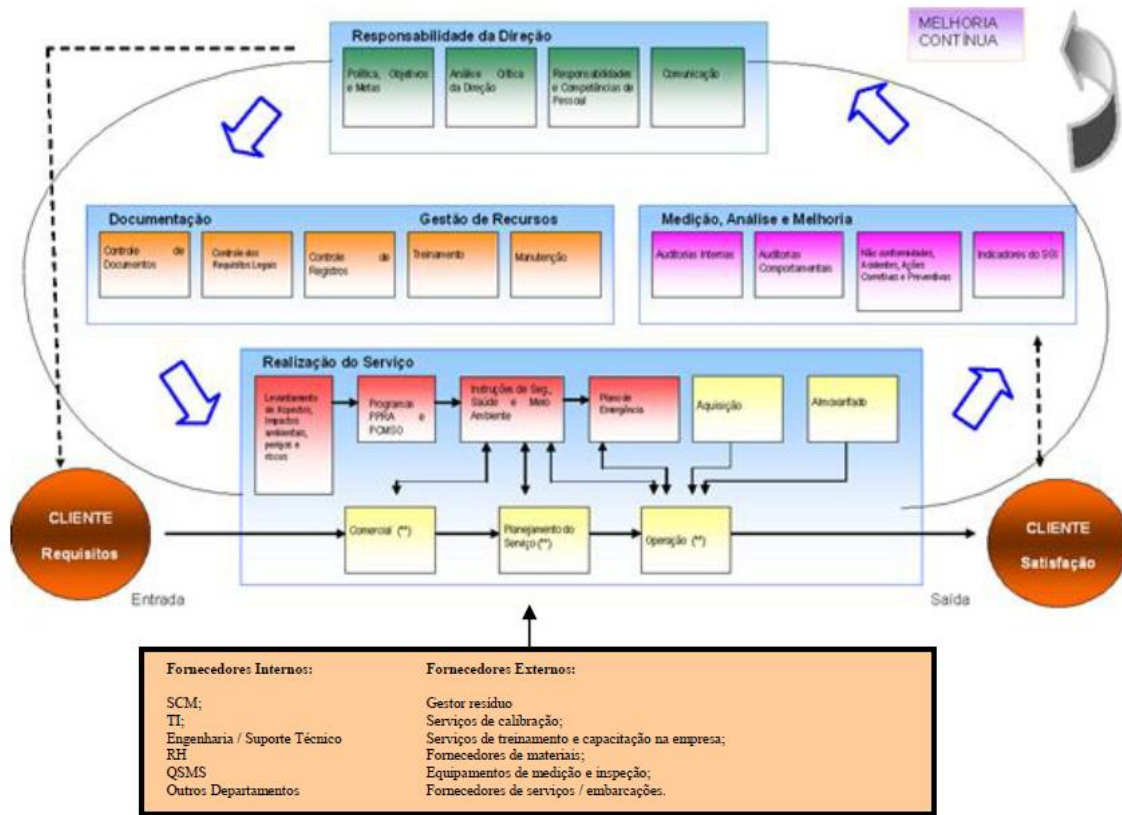 MELHORIA
CONTÍNUA
Responsabilidade da Direção
Política, Objetivos
e Metas
Análise Crítica
da Direção
Responsabilidades
e Competências de
Pessoal
Comunicação
Documentação
Gestão de Recursos
Controle de
Documentos
Controle dos
Requisitos Legais
Controle de
Registros
Treinamento
Manutenção
Medição, Análise e Melhoria
Auditorias Internas
Auditorias
Comportamentais
Não conformidades,
Acidentes, Ações
Corretivas e Preventivas
Indicadores do SGI
Realização do Serviço
Levantamento
de Aspectos,
Impactos
ambientais,
perigos e
riscos
Programas
PPRA e
PCMSO
Instruções de Seg.,
Saúde e Meio
Ambiente
Plano de
Emergência
Aquisição
Almoxarifado
Comercial (**)
Planejamento do
Serviço (**)
Operação (**)
CLIENTE
Requisitos
CLIENTE
Satisfação
Entrada
Saída
Fornecedores Internos:
SCM;
TI;
Engenharia / Suporte Técnico
RH
QSMS
Outros Departamentos
Fornecedores Externos:
Gestor resíduo
Serviços de calibração;
Serviços de treinamento e capacitação na empresa;
Fornecedores de materiais;
Equipamentos de medição e inspeção;
Fornecedores de serviços / embarcações.